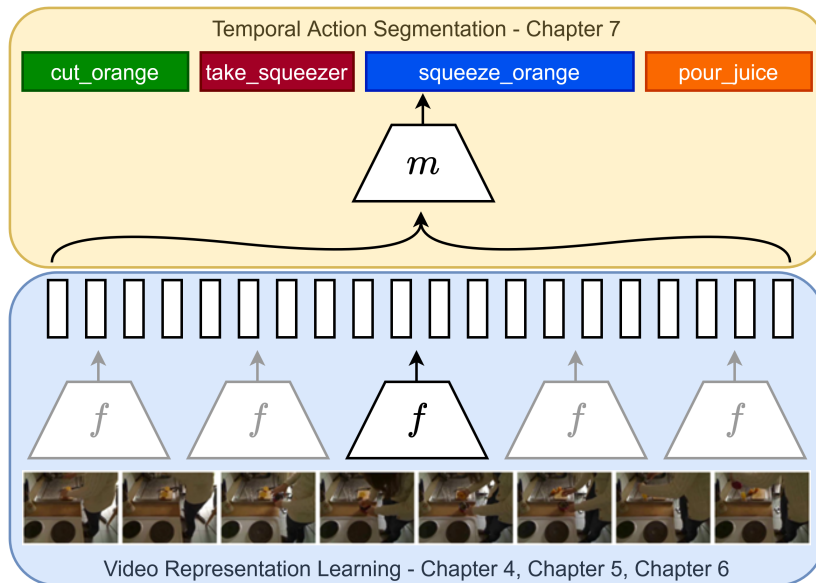 Temporal Action Segmentation - Chapter 7
cut_orange take_squeezer squeeze_orange pour_juice
m
f f f f f
Video Representation Learning - Chapter 4, Chapter 5, Chapter 6